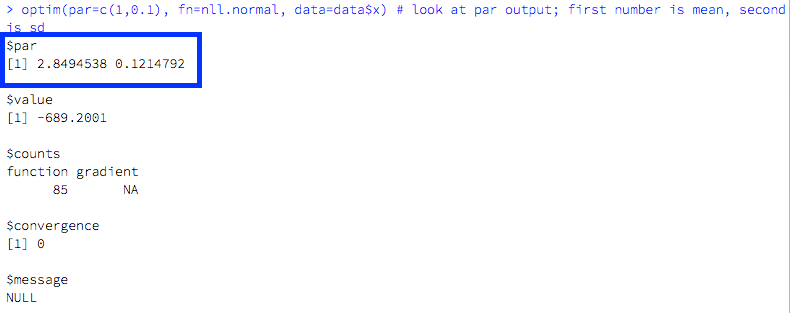 > optim(par=c(1,0.1), fn=nll.normal, data=data$x) # look at par output; first number is mean, second
is sd
$par
[1] 2.8494538 0.1214792
$value
[1] -689.2001
$counts
function gradient
85 NA
$convergence
[1] 0
$message
NULL